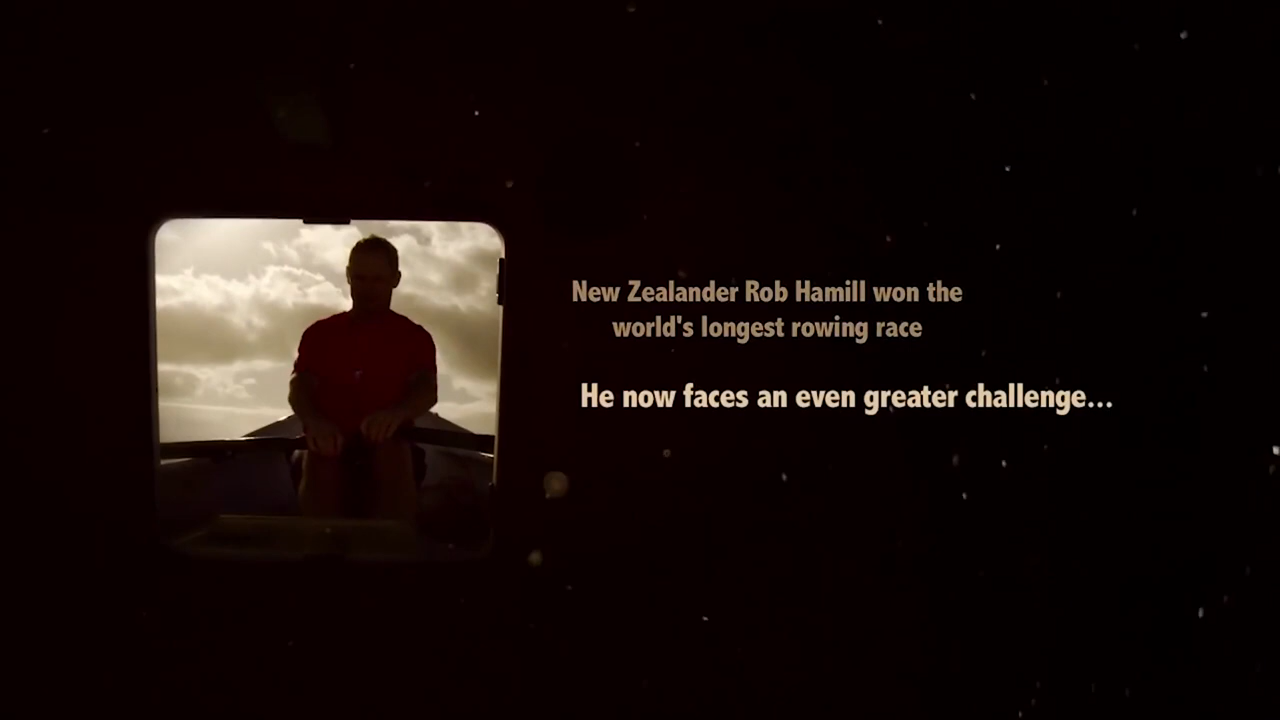 New Zealander Rob Hamill won the
world's longest rowing race
He now faces an even greater challenge...